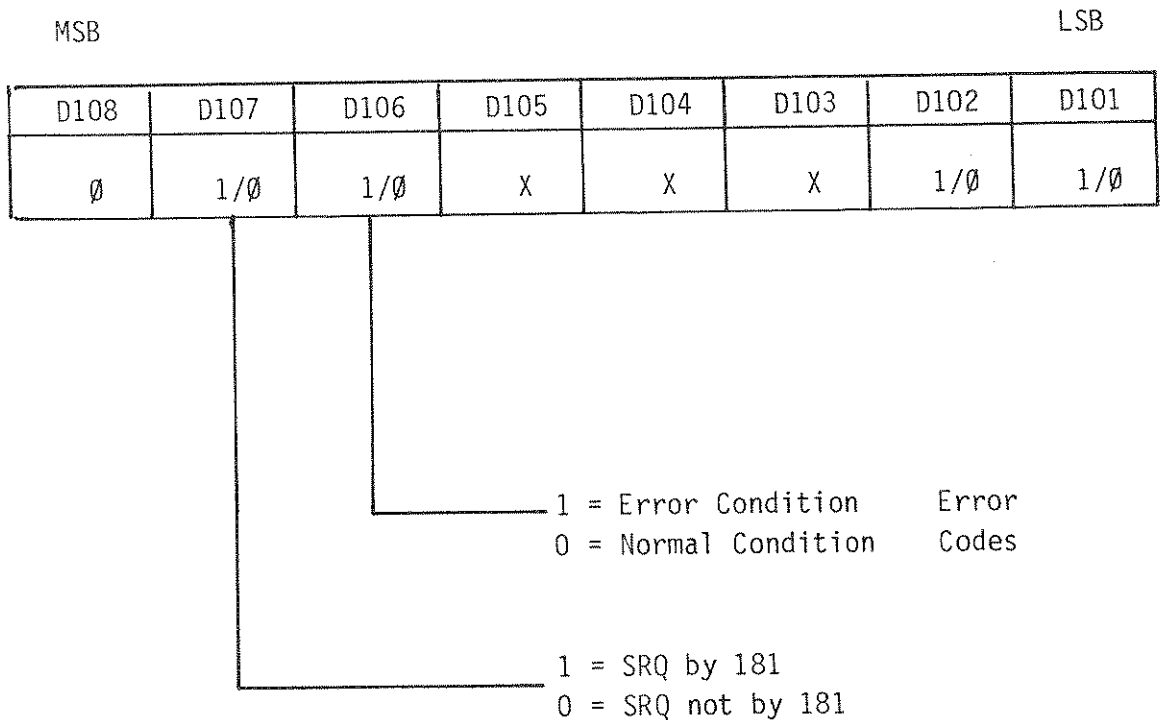 MSB LSB
D108 D107 D106 D105 D104 D103 D102 D101
Ø 1/Ø 1/Ø X X X 1/Ø 1/Ø
1 = Error Condition Error
0 = Normal Condition Codes
1 = SRQ by 181
0 = SRQ not by 181